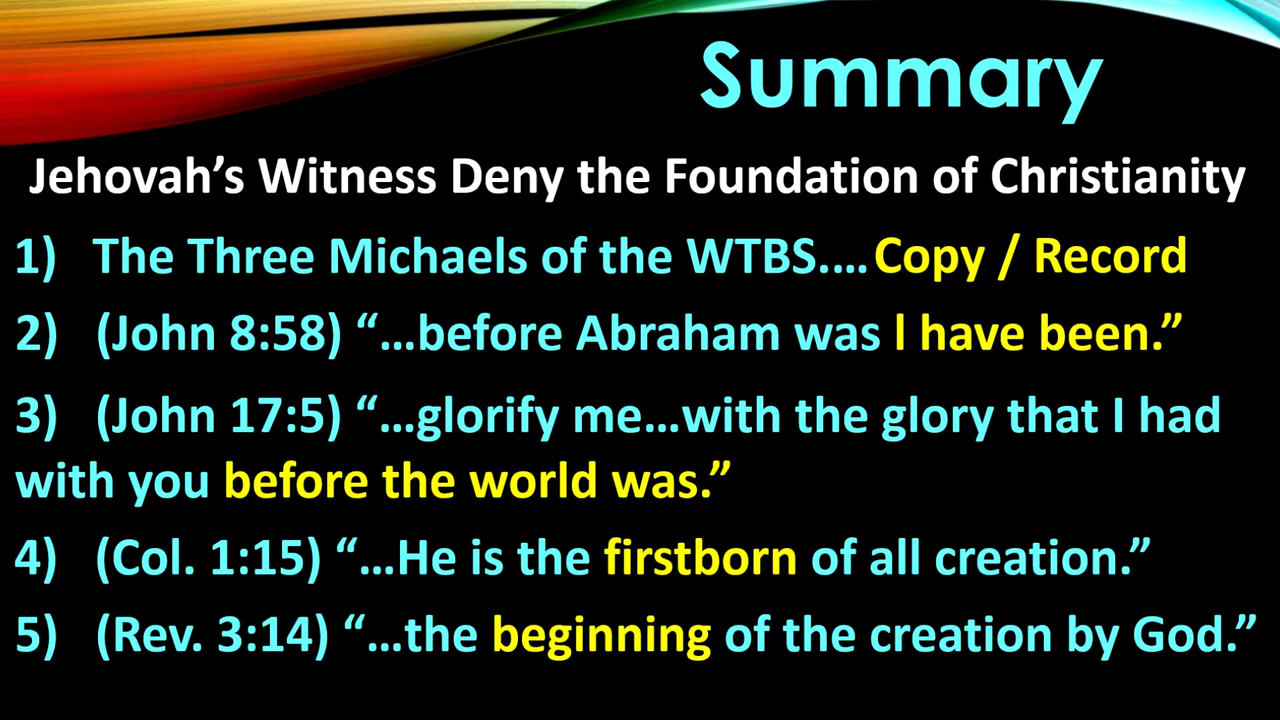 Summary
Jehovah's Witness Deny the Foundation of Christianity
1) The Three Michaels of the WTBS.... Copy / Record
2) (John 8:58) “…before Abraham was I have been.”
3) (John 17:5) “…glorify me…with the glory that I had
with you before the world was.”
4) (Col. 1:15) “…He is the firstborn of all creation.”
5) (Rev. 3:14) “…the beginning of the creation by God.”